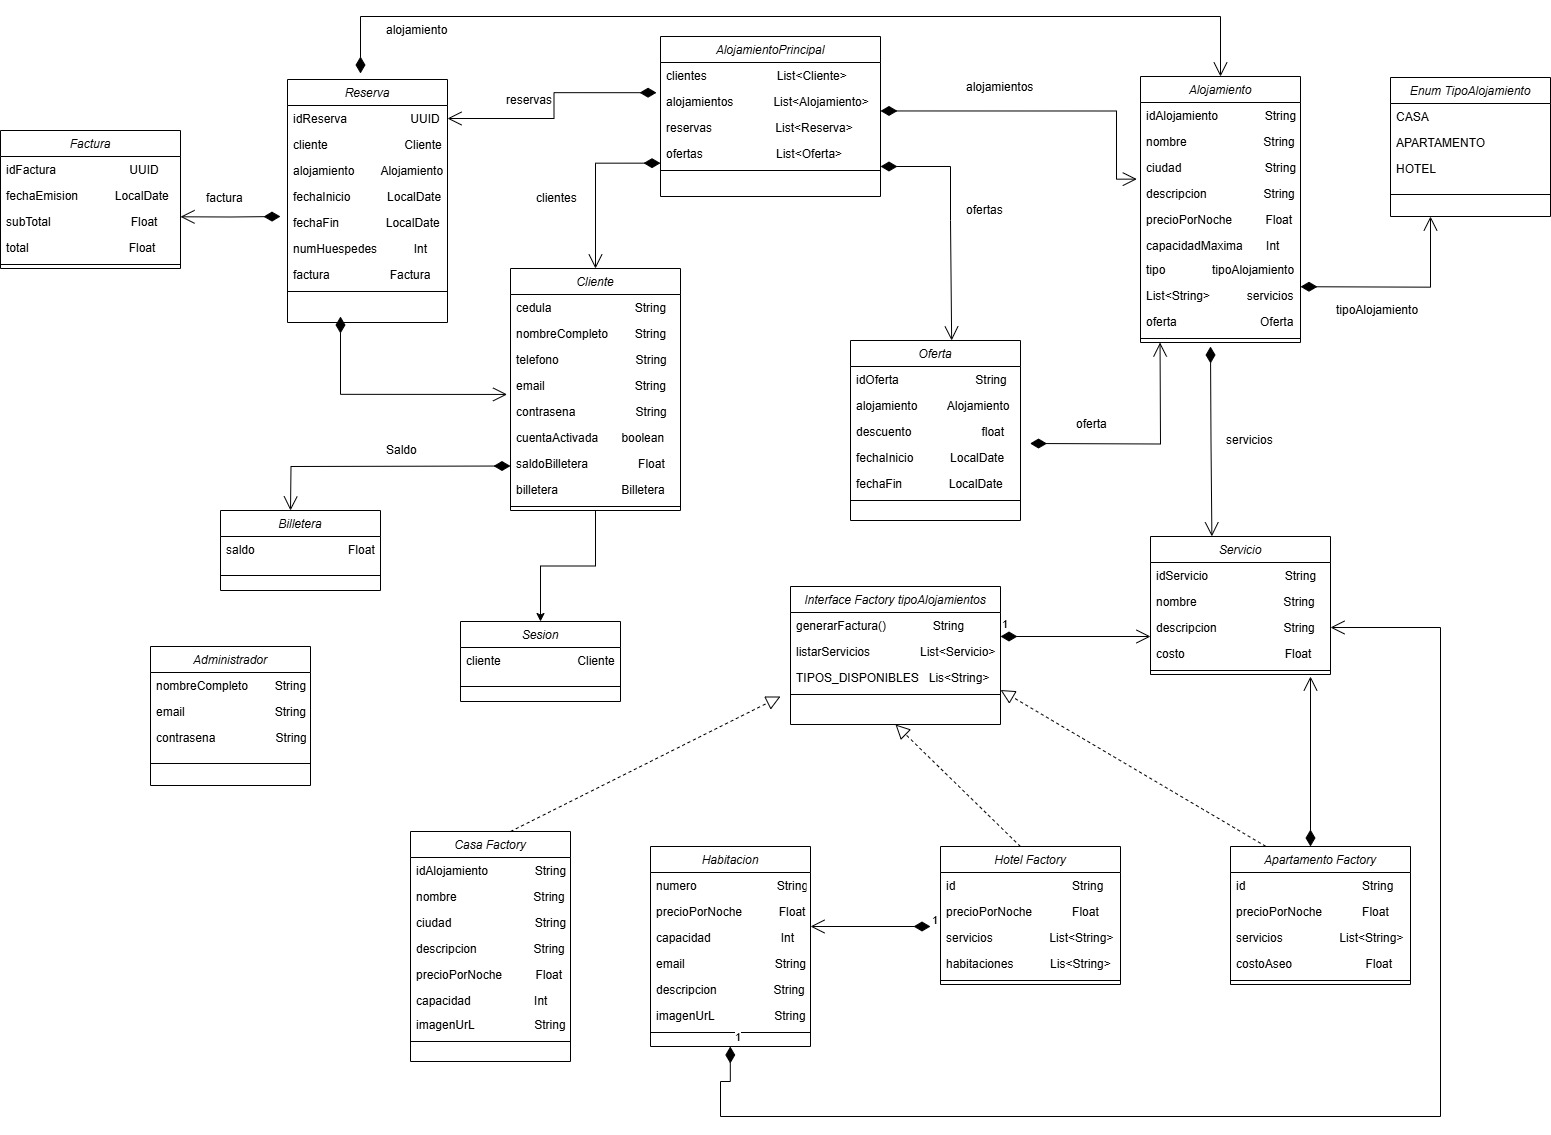 alojamiento
AlojamientoPrincipal
clientes List<Cliente>
alojamientos List<Alojamiento>
reservas List<Reserva>
ofertas List<Oferta>
reservas
alojamientos
clientes
ofertas
Reserva
idReserva UUID
cliente Cliente
alojamiento Alojamiento
fechaInicio LocalDate
fechaFin LocalDate
numHuespedes Int
factura Factura
Factura
idFactura UUID
fechaEmision LocalDate
subTotal Float
total Float
factura
Alojamiento
idAlojamiento String
nombre String
ciudad String
descripcion String
precioPorNoche Float
capacidadMaxima Int
tipo tipoAlojamiento
List<String> servicios
oferta Oferta
Enum TipoAlojamiento
CASA
APARTAMENTO
HOTEL
tipoAlojamiento
Cliente
cedula String
nombreCompleto String
telefono String
email String
contrasena String
cuentaActivada boolean
saldoBilletera Float
billetera Billetera
Saldo
Oferta
idOferta String
alojamiento Alojamiento
descuento float
fechaInicio LocalDate
fechaFin LocalDate
oferta
servicios
Billetera
saldo Float
Servicio
idServicio String
nombre String
descripcion String
costo Float
Interface Factory tipoAlojamientos
generarFactura() String
listarServicios List<Servicio>
TIPOS_DISPONIBLES Lis<String>
1
Sesion
cliente Cliente
Administrador
nombreCompleto String
email String
contrasena String
Casa Factory
idAlojamiento String
nombre String
ciudad String
descripcion String
precioPorNoche Float
capacidad Int
imagenUrL String
Habitacion
numero String
precioPorNoche Float
capacidad Int
email String
descripcion String
imagenUrL String
1
Hotel Factory
id String
precioPorNoche Float
servicios List<String>
habitaciones Lis<String>
1
Apartamento Factory
id String
precioPorNoche Float
servicios List<String>
costoAseo Float